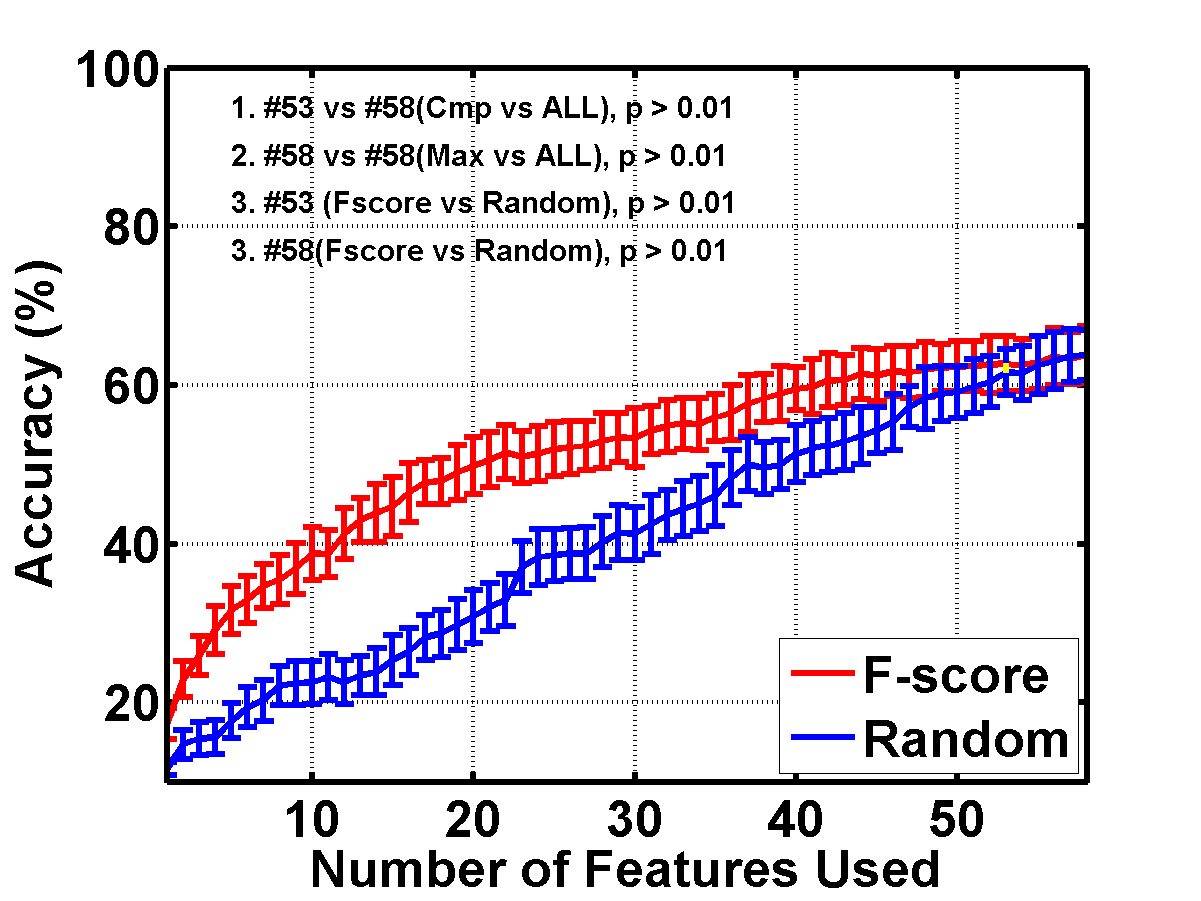 100
80
60
40
20
Accuracy (%)
1. #53 vs #58(Cmp vs ALL), p > 0.01
2. #58 vs #58(Max vs ALL), p > 0.01
3. #53 (Fscore vs Random), p > 0.01
3. #58(Fscore vs Random), p > 0.01
F-score
Random
10 20 30 40 50
Number of Features Used